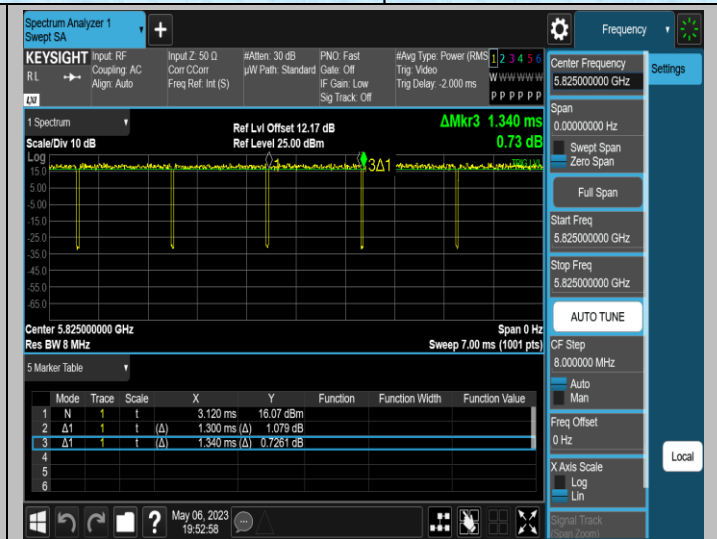 Spectrum Analyzer 1
Swept SA
Frequency
KEYSIGHT
Input: RF
Input Z: 50 Ω
#Atten: 30 dB
PNO: Fast
#Avg Type: Power (RMS
1 2 3 4 5 6
R L
Coupling: AC
Corr CCorr
µW Path: Standard
Gate: Off
Trig: Video
W W W W W W
Align: Auto
Freq Ref: Int (S)
IF Gain: Low
Trig Delay: -2.000 ms
Sig Track: Off
P P P P P P
LXI
1 Spectrum
Ref Lvl Offset 12.17 dB
ΔMkr3 1.340 ms
Scale/Div 10 dB
Ref Level 25.00 dBm
0.73 dB
Log
15.0
3Δ1
TRIG LVL
5.00
-5.00
-15.0
-25.0
-35.0
-45.0
-55.0
-65.0
Center 5.825000000 GHz
Span 0 Hz
Res BW 8 MHz
Sweep 7.00 ms (1001 pts)
5 Marker Table
Mode Trace Scale X Y Function Function Width Function Value
1 N 1 t 3.120 ms 16.07 dBm
2 Δ1 1 t (Δ) 1.300 ms (Δ) 1.079 dB
3 Δ1 1 t (Δ) 1.340 ms (Δ) 0.7261 dB
4
5
6
May 06, 2023
19:52:58
Center Frequency
5.825000000 GHz
Span
0.00000000 Hz
Swept Span
Zero Span
Full Span
Start Freq
5.825000000 GHz
Stop Freq
5.825000000 GHz
AUTO TUNE
CF Step
8.000000 MHz
Auto
Man
Freq Offset
0 Hz
X Axis Scale
Log
Lin
Signal Track
(Span Zoom)
Settings
Local